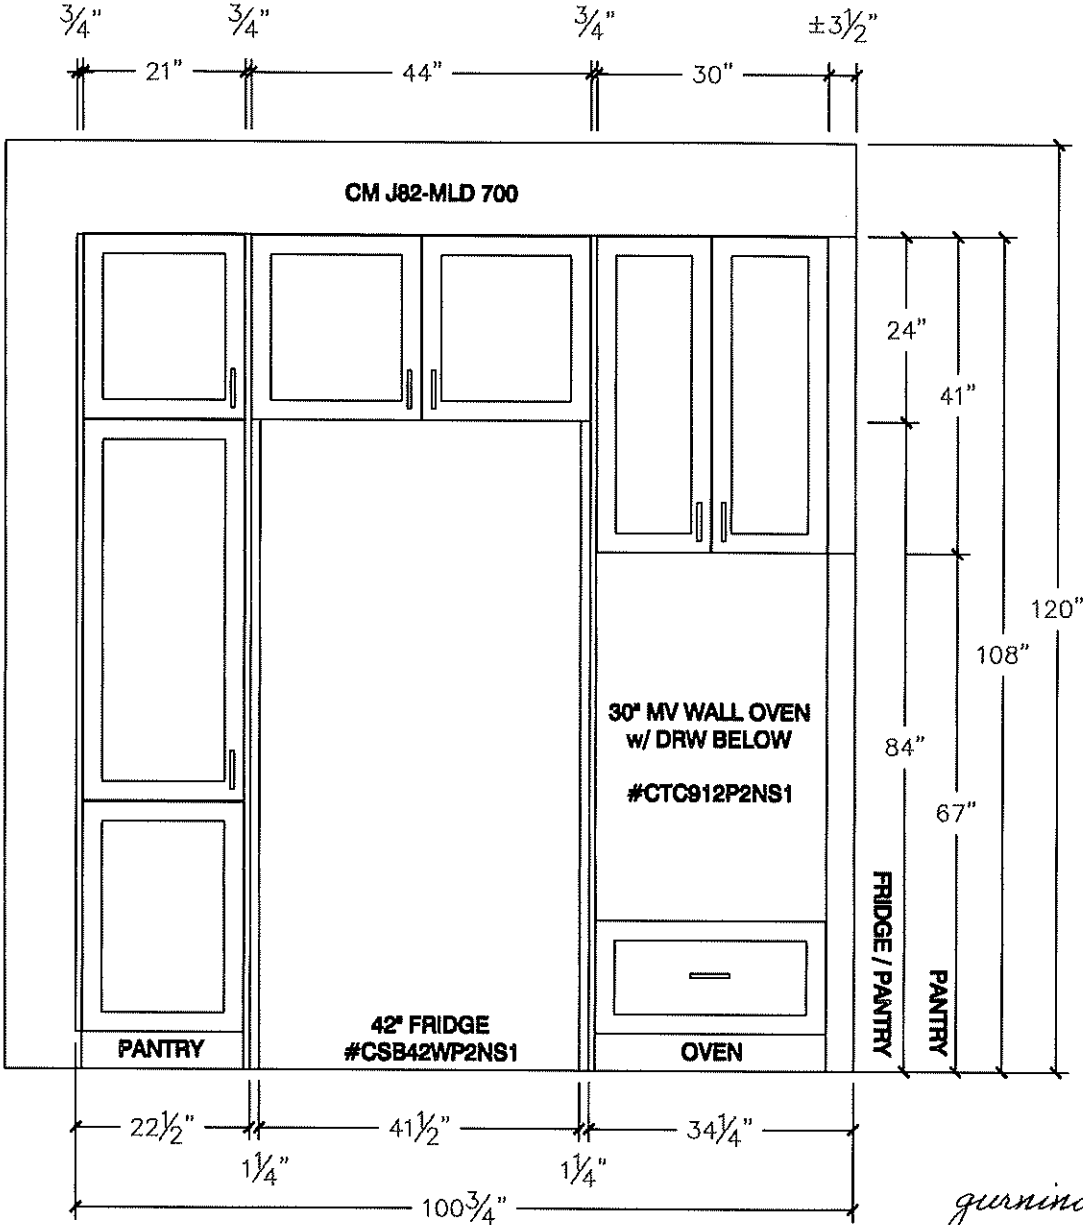 3/4" 3/4" 3/4" ±3 1/2"
21" 44" 30"
CM J82-MLD 700
24"
41"
120"
108"
30" MV WALL OVEN
w/ DRW BELOW
#CTC912P2NS1
84"
67"
FRIDGE / PANTRY
PANTRY
42" FRIDGE
#CSB42WP2NS1
PANTRY
OVEN
22 1/2" 41 1/2" 34 1/4"
1 1/4" 1 1/4"
100 3/4"